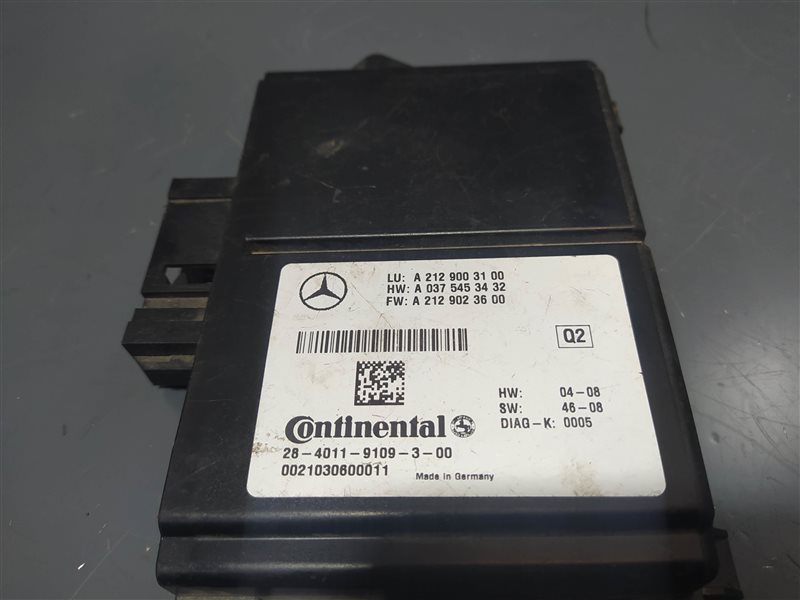 LU: A 212 900 31 00
HW: A 037 545 34 32
FW: A 212 902 36 00
Q2
HW: 04-08
SW: 46-08
DIAG-K: 0005
Continental
28-4011-9109-3-00
0021030600011
Made in Germany